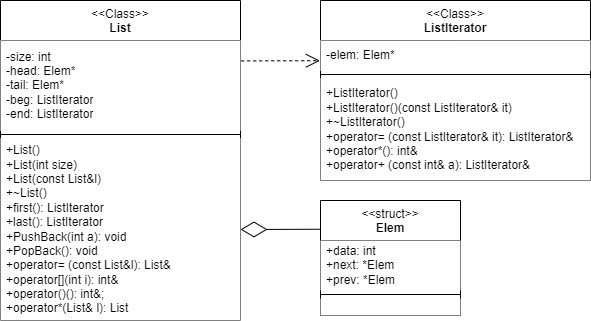 <<Class>>
List
-size: int
-head: Elem*
-tail: Elem*
-beg: ListIterator
-end: ListIterator
+List()
+List(int size)
+List(const List&l)
+~List()
+first(): ListIterator
+last(): ListIterator
+PushBack(int a): void
+PopBack(): void
+operator= (const List&l): List&
+operator[](int i): int&
+operator()(): int&;
+operator*(List& l): List
<<Class>>
ListIterator
-elem: Elem*
+ListIterator()
+ListIterator()(const ListIterator& it)
+~ListIterator()
+operator= (const ListIterator& it): ListIterator&
+operator*(): int&
+operator+ (const int& a): ListIterator&
<<struct>>
Elem
+data: int
+next: *Elem
+prev: *Elem